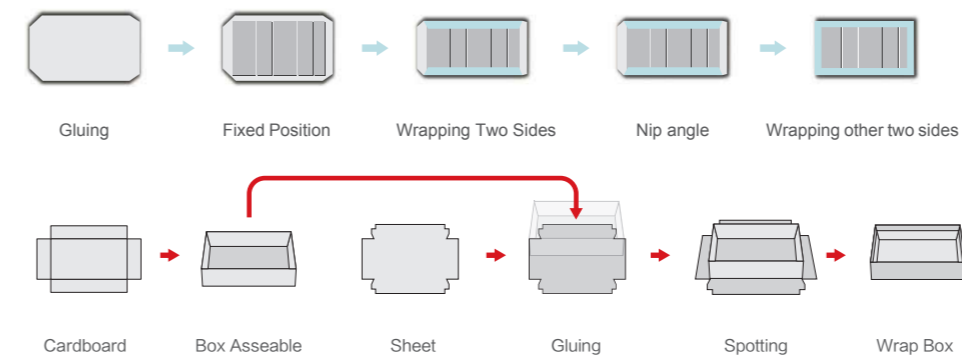 Gluing
Fixed Position
Wrapping Two Sides
Nip angle
Wrapping other two sides
Cardboard
Box Asseable
Sheet
Gluing
Spotting
Wrap Box